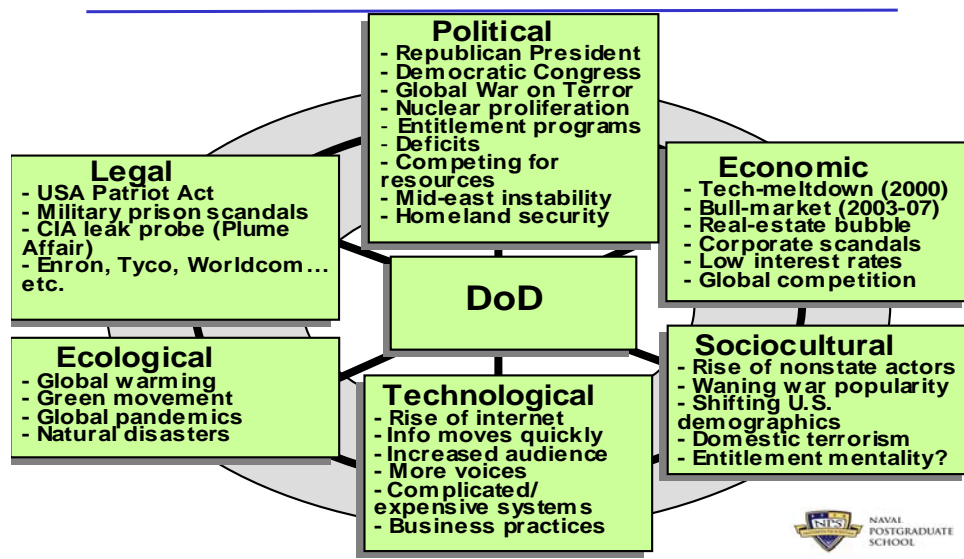 Political
- Republican President
- Democratic Congress
- Global War on Terror
- Nuclear proliferation
- Entitlement programs
- Deficits
- Competing for
resources
- Mid-east instability
- Homeland security
Legal
- USA Patriot Act
- Military prison scandals
- CIA leak probe (Plume
Affair)
- Enron, Tyco, Worldcom...
etc.
Economic
- Tech-meltdown (2000)
- Bull-market (2003-07)
- Real-estate bubble
- Corporate scandals
- Low interest rates
- Global competition
DoD
Ecological
- Global warming
- Green movement
- Global pandemics
- Natural disasters
Technological
- Rise of internet
- Info moves quickly
- Increased audience
- More voices
- Complicated/
expensive systems
- Business practices
Sociocultural
- Rise of nonstate actors
- Waning war popularity
- Shifting U.S.
demographics
- Domestic terrorism
- Entitlement mentality?
NPS
NAVAL
POSTGRADUATE
SCHOOL